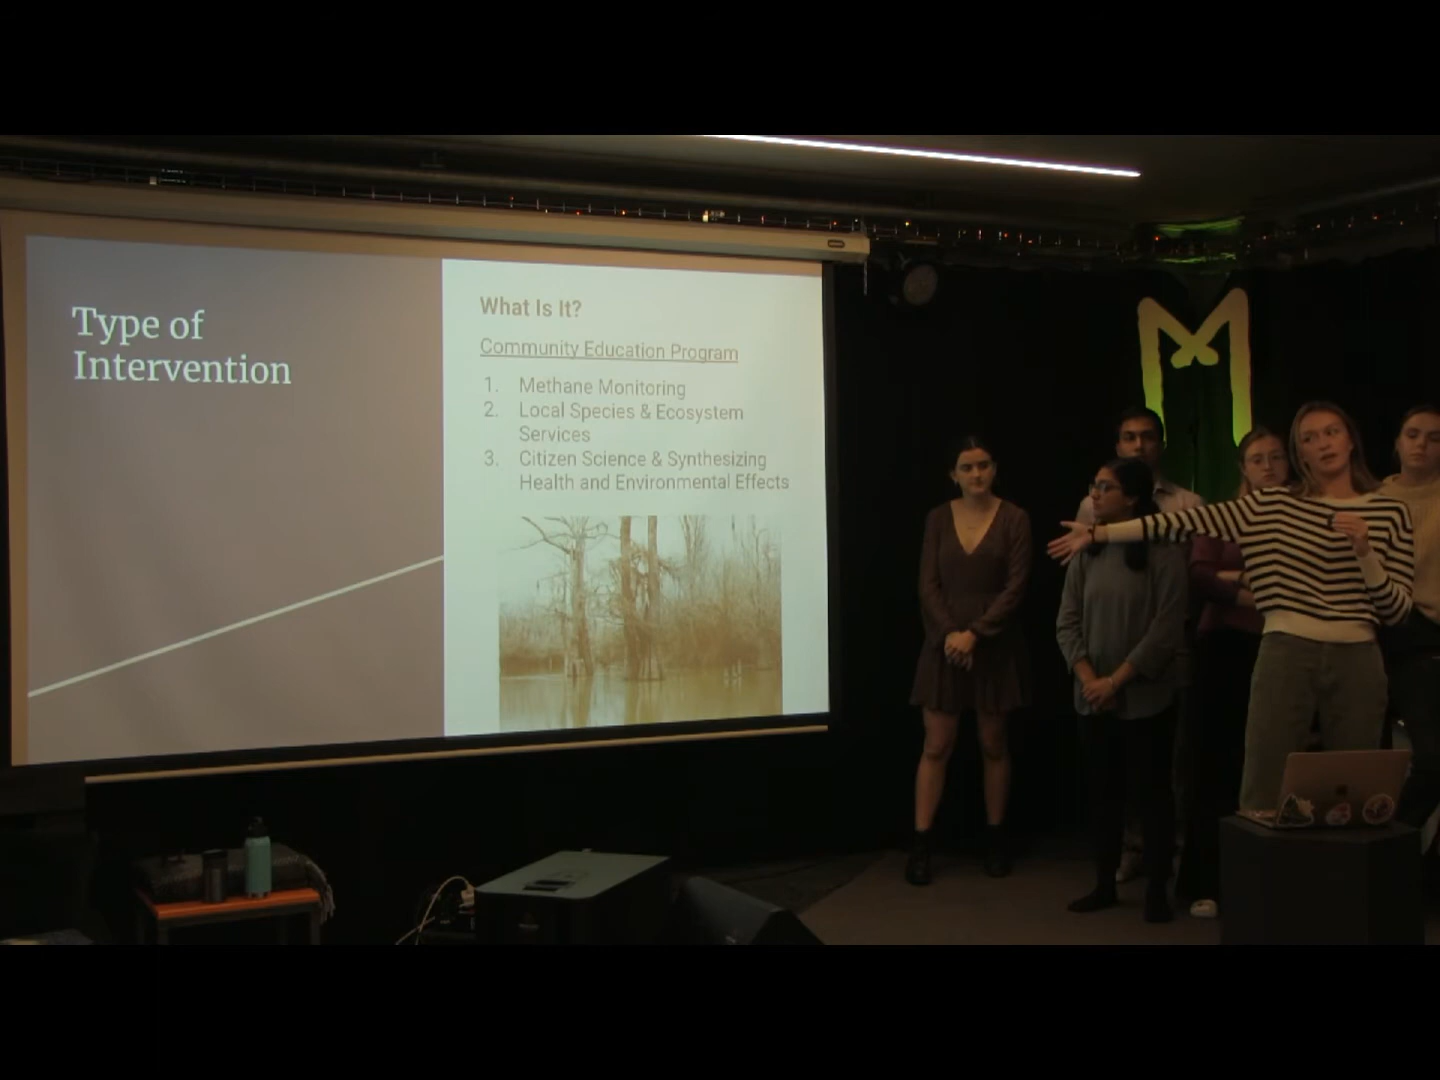 Type of
Intervention
What Is It?
Community Education Program
1. Methane Monitoring
2. Local Species & Ecosystem
Services
3. Citizen Science & Synthesizing
Health and Environmental Effects